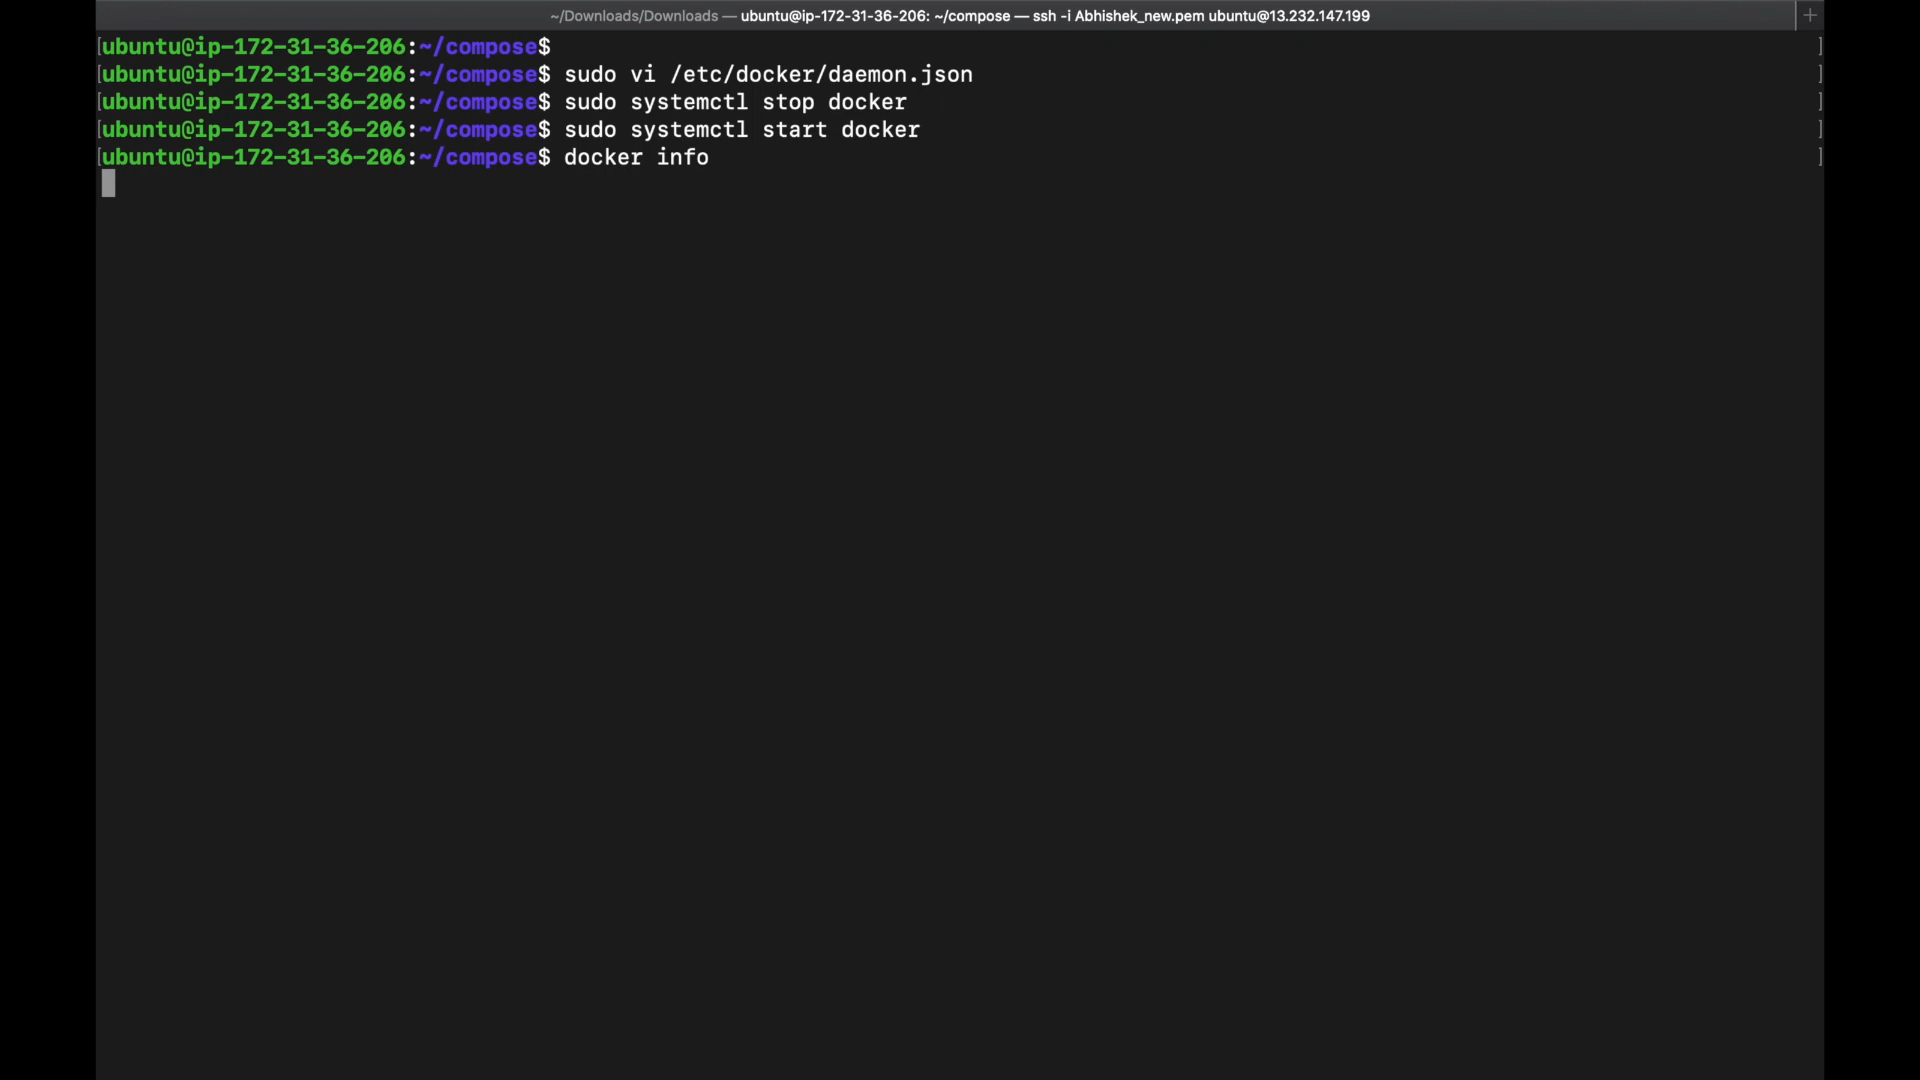 ~/Downloads/Downloads — ubuntu@ip-172-31-36-206: ~/compose — ssh -i Abhishek_new.pem ubuntu@13.232.147.199
[ubuntu@ip-172-31-36-206:~/compose$ ]
[ubuntu@ip-172-31-36-206:~/compose$ sudo vi /etc/docker/daemon.json ]
[ubuntu@ip-172-31-36-206:~/compose$ sudo systemctl stop docker ]
[ubuntu@ip-172-31-36-206:~/compose$ sudo systemctl start docker ]
[ubuntu@ip-172-31-36-206:~/compose$ docker info ]